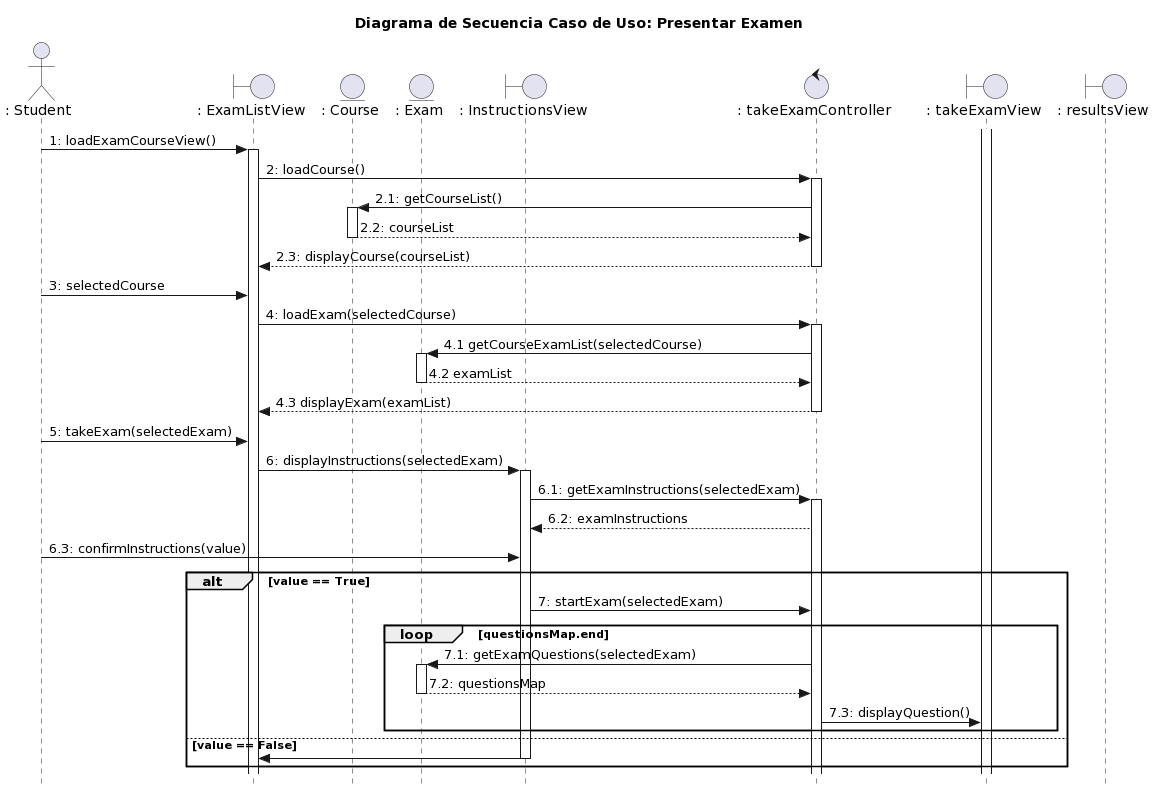 Diagrama de Secuencia Caso de Uso: Presentar Examen
: Student
: ExamListView
: Course
: Exam
: InstructionsView
: takeExamController
: takeExamView
: resultsView
1: loadExamCourseView()
2: loadCourse()
2.1: getCourseList()
2.2: courseList
2.3: displayCourse(courseList)
3: selectedCourse
4: loadExam(selectedCourse)
4.1 getCourseExamList(selectedCourse)
4.2 examList
4.3 displayExam(examList)
5: takeExam(selectedExam)
6: displayInstructions(selectedExam)
6.1: getExamInstructions(selectedExam)
6.2: examInstructions
6.3: confirmInstructions(value)
alt [value == True]
7: startExam(selectedExam)
loop [questionsMap.end]
7.1: getExamQuestions(selectedExam)
7.2: questionsMap
7.3: displayQuestion()
[value == False]